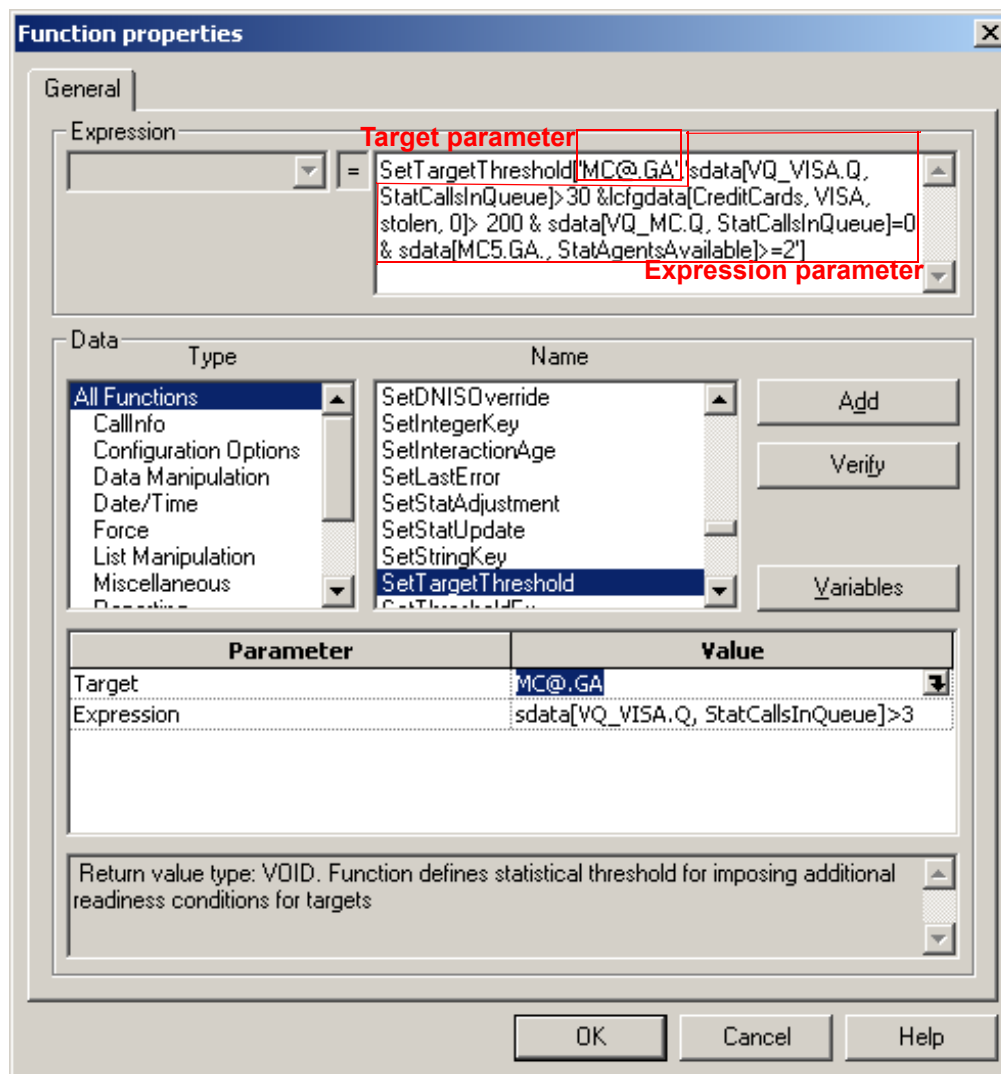 Function properties
General
Expression
Target parameter
=
SetTargetThreshold['MC@.GA','sdata[VQ_VISA.Q,
StatCallsInQueue]>30 &lcfgdata[CreditCards, VISA,
stolen, 0]> 200 & sdata[VQ_MC.Q, StatCallsInQueue]=0
& sdata[MC5.GA., StatAgentsAvailable]>=2']
Expression parameter
Data
Type
Name
All Functions
CallInfo
Configuration Options
Data Manipulation
Date/Time
Force
List Manipulation
Miscellaneous
SetDNISOverride
SetIntegerKey
SetInteractionAge
SetLastError
SetStatAdjustment
SetStatUpdate
SetStringKey
SetTargetThreshold
Add
Verify
Variables
Parameter Value
Target MC@.GA
Expression sdata[VQ_VISA.Q, StatCallsInQueue]>3
Return value type: VOID. Function defines statistical threshold for imposing additional
readiness conditions for targets
OK Cancel Help